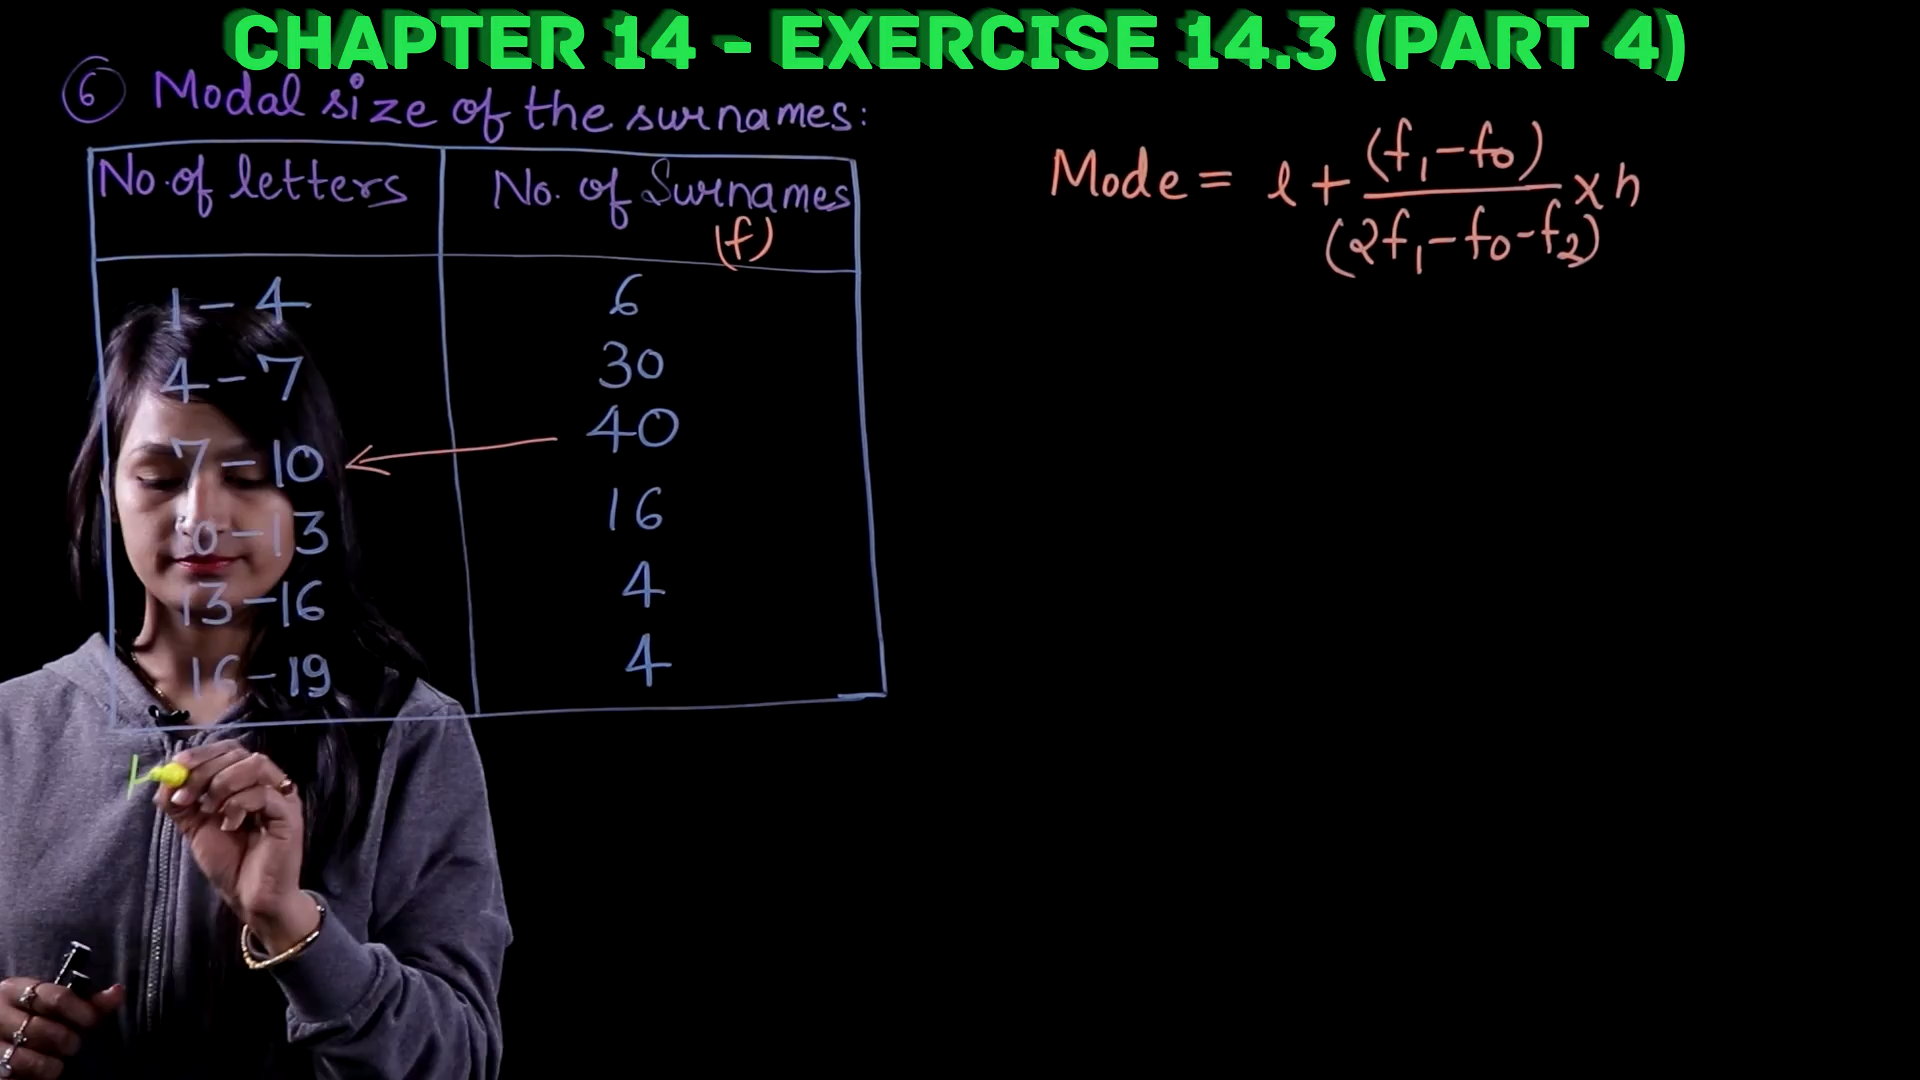 CHAPTER 14 - EXERCISE 14.3 (PART 4)
6 Modal size of the surnames:
No. of letters No. of Surnames
(f)
1 - 4 6
4 - 7 30
7 - 10 40
10 - 13 16
13 - 16 4
16 - 19 4
Mode = l + (f₁ - f₀) / (2f₁ - f₀ - f₂) × h